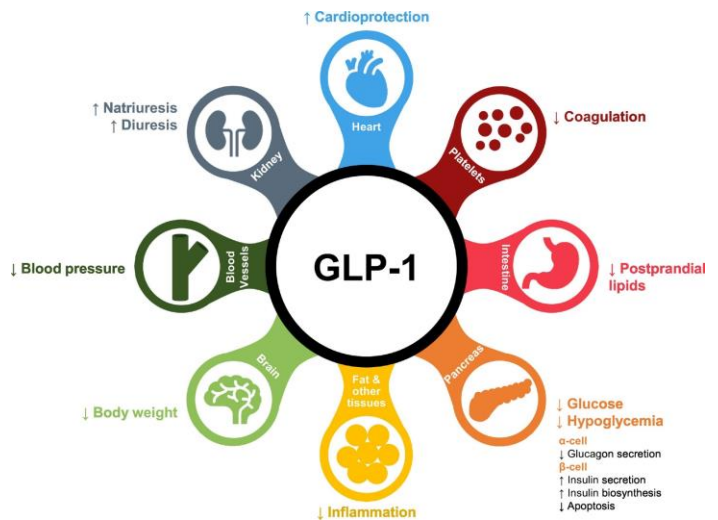 ↑ Cardioprotection
Heart
↑ Natriuresis
↑ Diuresis
Kidney
↓ Coagulation
Platelets
↓ Blood pressure
Blood
Vessels
GLP-1
Intestine
↓ Postprandial
lipids
↓ Body weight
Brain
Fat &
other
tissues
↓ Inflammation
Pancreas
↓ Glucose
↓ Hypoglycemia
α-cell
↓ Glucagon secretion
β-cell
↑ Insulin secretion
↑ Insulin biosynthesis
↓ Apoptosis